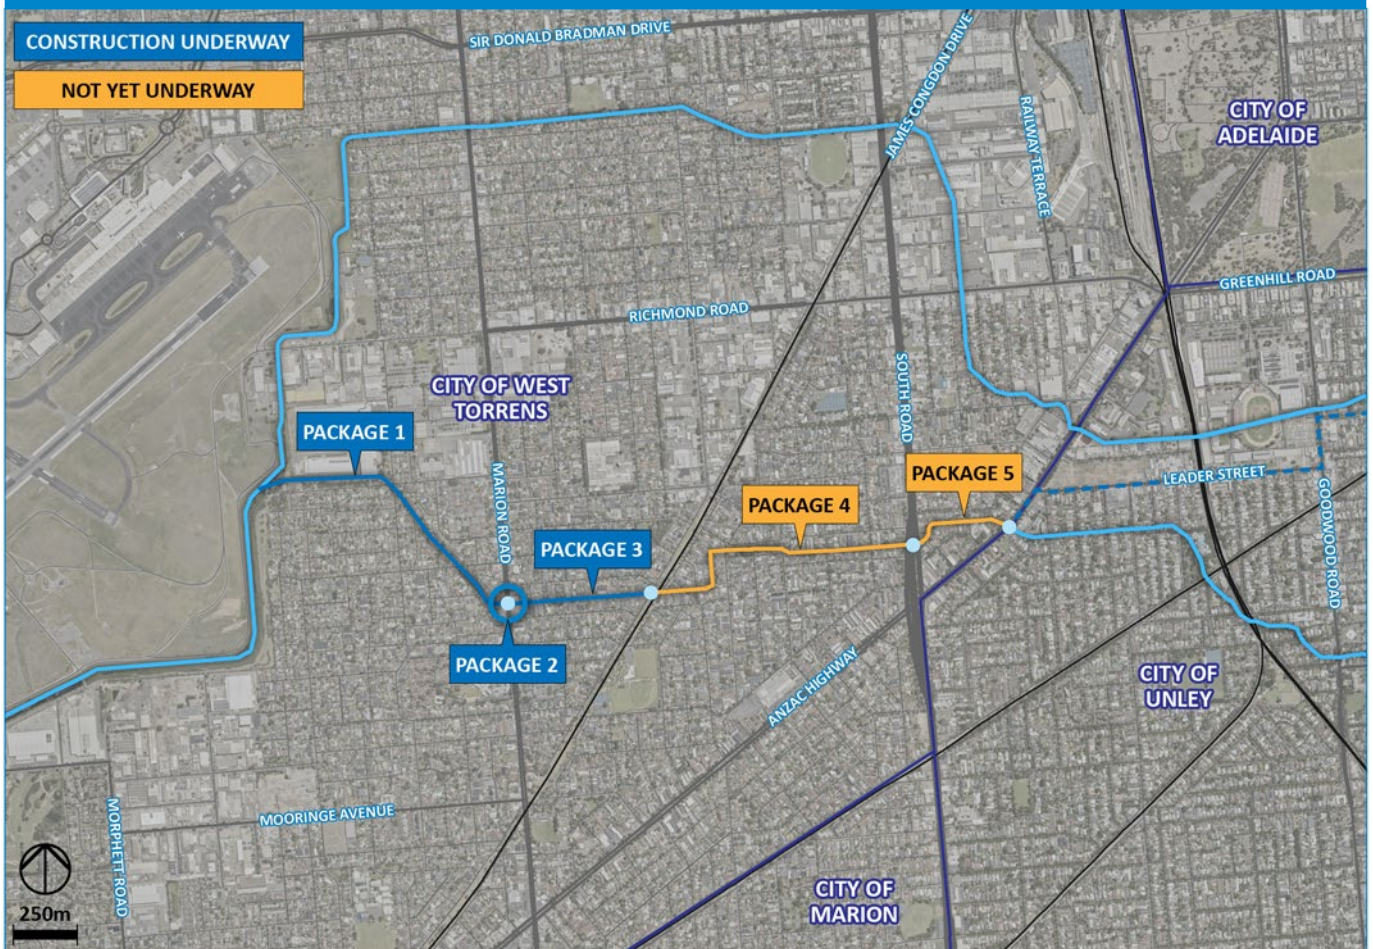 CONSTRUCTION UNDERWAY
NOT YET UNDERWAY
SIR DONALD BRADMAN DRIVE
JAMES CONGDON DRIVE
RAILWAY TERRACE
CITY OF
ADELAIDE
GREENHILL ROAD
RICHMOND ROAD
CITY OF WEST
TORRENS
SOUTH ROAD
PACKAGE 1
MARION ROAD
PACKAGE 3
PACKAGE 4
PACKAGE 5
LEADER STREET
GOODWOOD ROAD
PACKAGE 2
ANZAC HIGHWAY
CITY OF
UNLEY
MORPHETT ROAD
MOORINGE AVENUE
CITY OF
MARION
250m